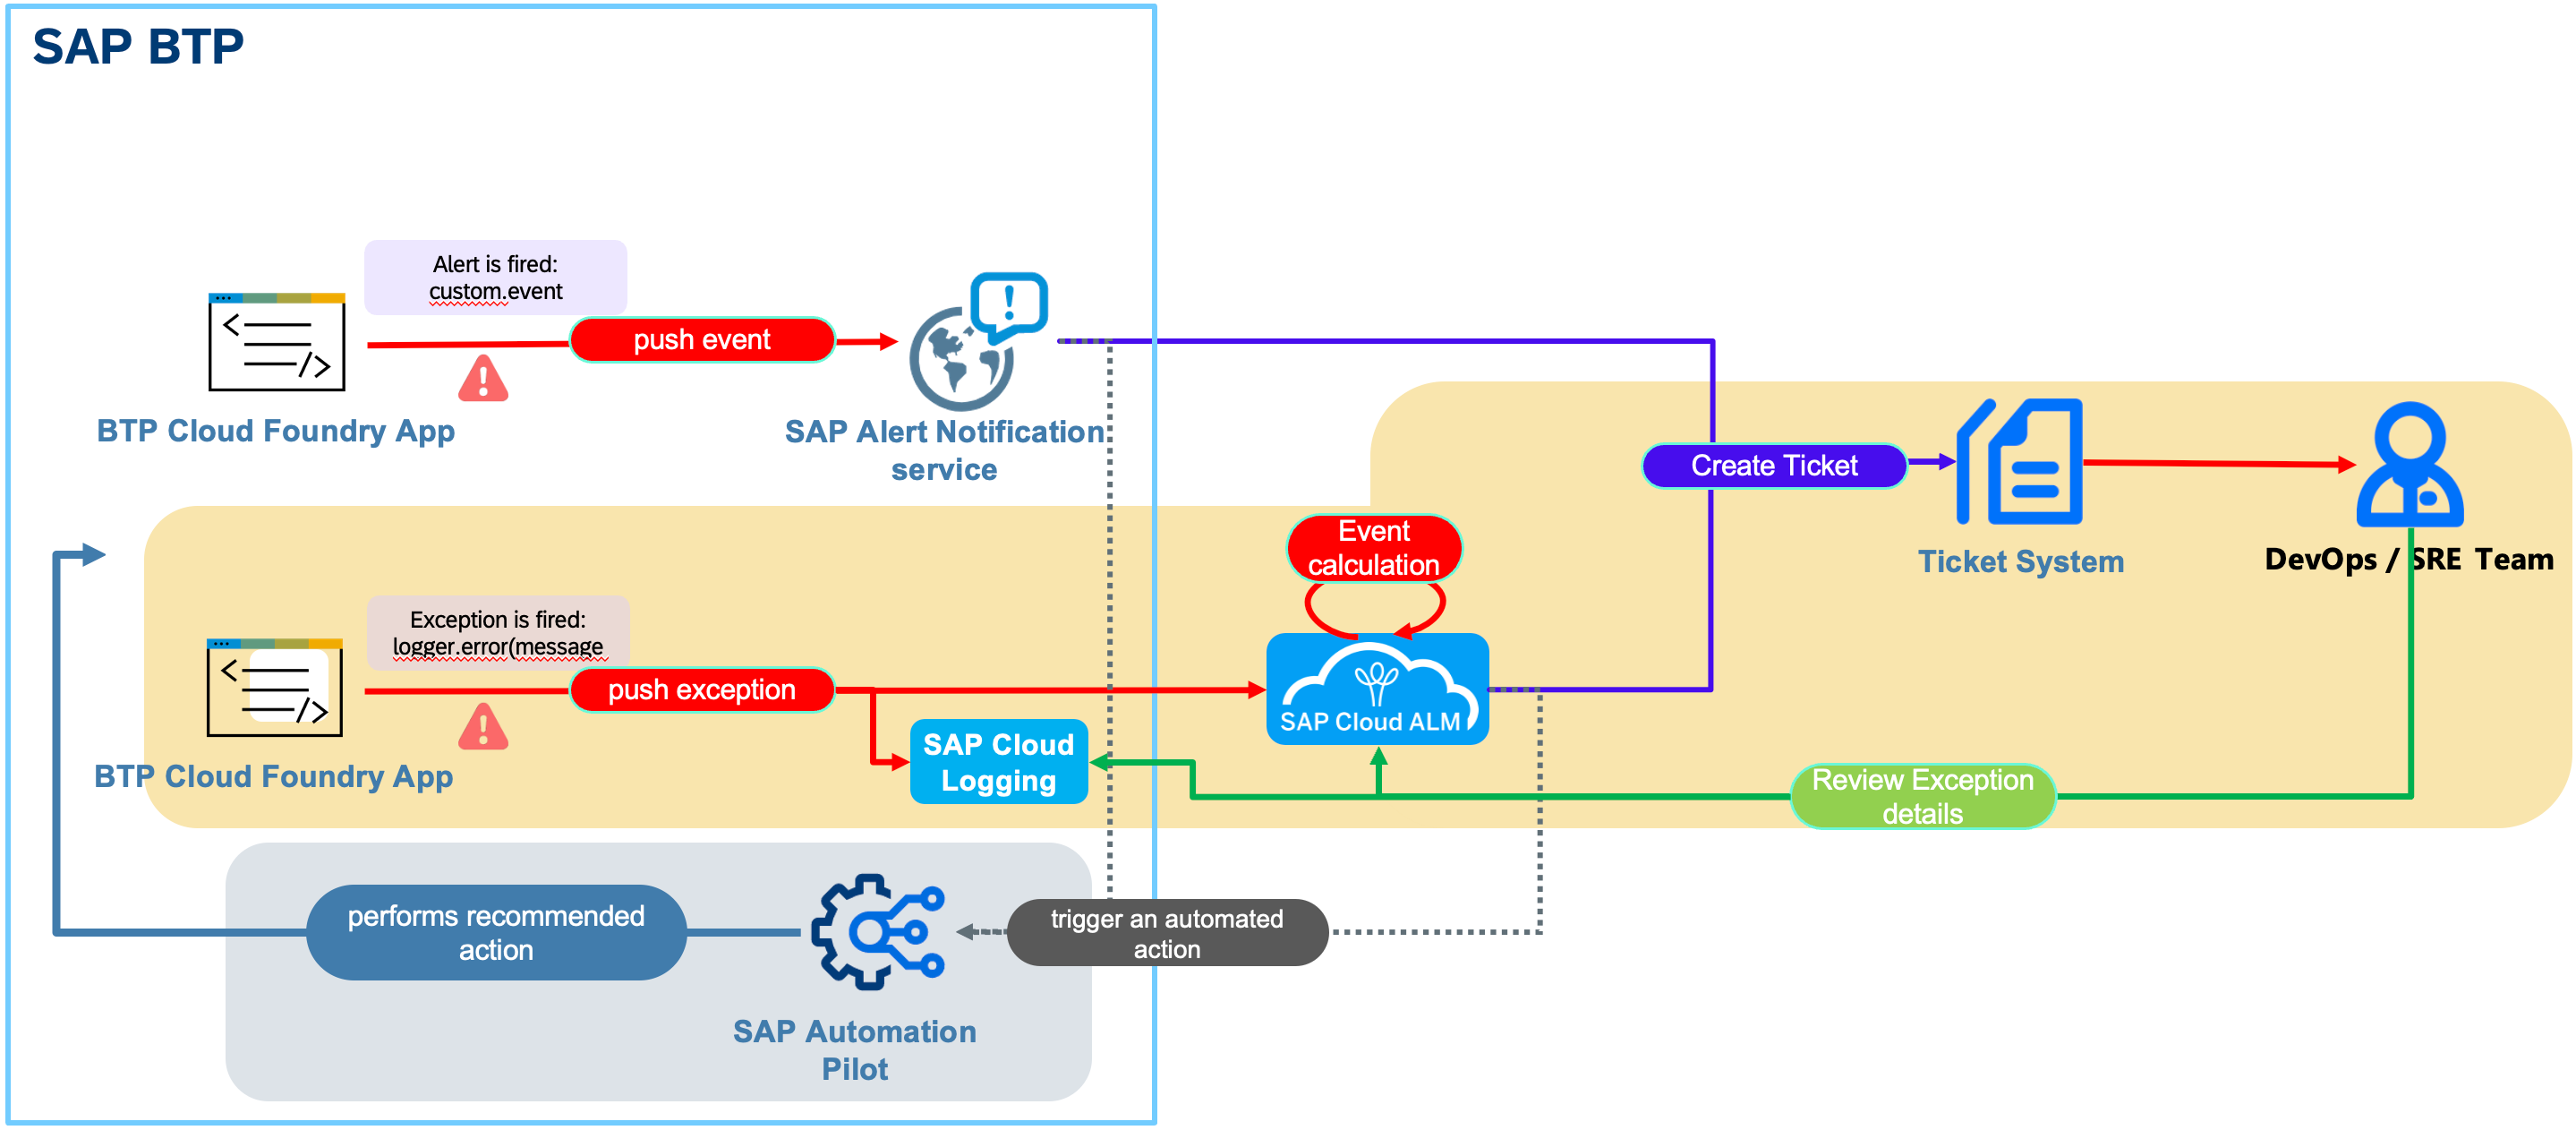 SAP BTP
Alert is fired:
custom.event
push event
BTP Cloud Foundry App
SAP Alert Notification
service
Create Ticket
Ticket System
DevOps / SRE Team
Event
calculation
Exception is fired:
logger.error(message
push exception
BTP Cloud Foundry App
SAP Cloud
Logging
SAP Cloud ALM
Review Exception
details
performs recommended
action
trigger an automated
action
SAP Automation
Pilot